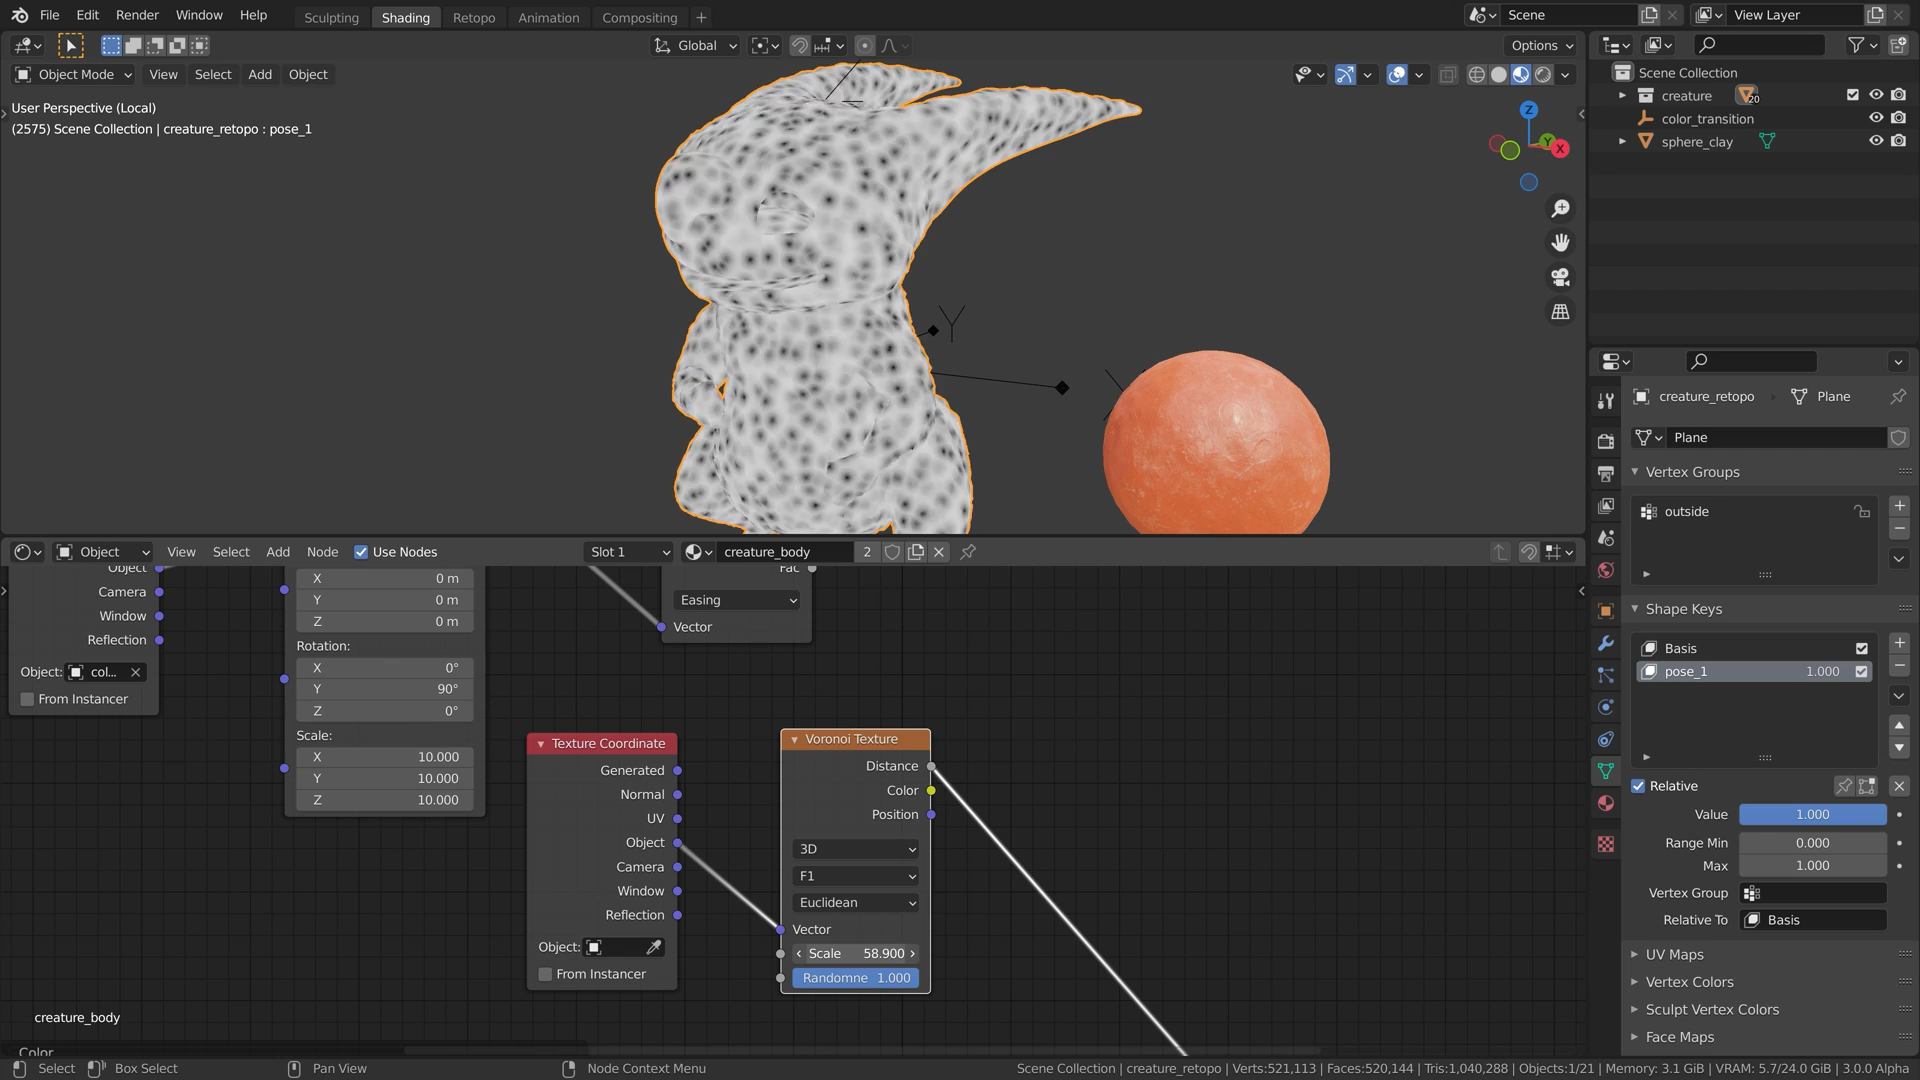 File Edit Render Window Help Sculpting Shading Retopo Animation Compositing + Scene View Layer
Global Options
Object Mode View Select Add Object
User Perspective (Local)
(2575) Scene Collection | creature_retopo : pose_1
Z
Y
X
Scene Collection
creature 20
color_transition
sphere_clay
creature_retopo Plane
Plane
Vertex Groups
outside
Shape Keys
Basis
pose_1 1.000
Relative
Value 1.000
Range Min 0.000
Max 1.000
Vertex Group
Relative To Basis
UV Maps
Vertex Colors
Sculpt Vertex Colors
Face Maps
Object View Select Add Node Use Nodes Slot 1 creature_body 2
Object
Camera
Window
Reflection
Object: col...
From Instancer
X 0 m
Y 0 m
Z 0 m
Rotation:
X 0°
Y 90°
Z 0°
Scale:
X 10.000
Y 10.000
Z 10.000
Fac
Easing
Vector
Texture Coordinate
Generated
Normal
UV
Object
Camera
Window
Reflection
Object:
From Instancer
Voronoi Texture
Distance
Color
Position
3D
F1
Euclidean
Vector
Scale 58.900
Randomne 1.000
creature_body
Color
Select Box Select Pan View Node Context Menu
Scene Collection | creature_retopo | Verts:521,113 | Faces:520,144 | Tris:1,040,288 | Objects:1/21 | Memory: 3.1 GiB | VRAM: 5.7/24.0 GiB | 3.0.0 Alpha